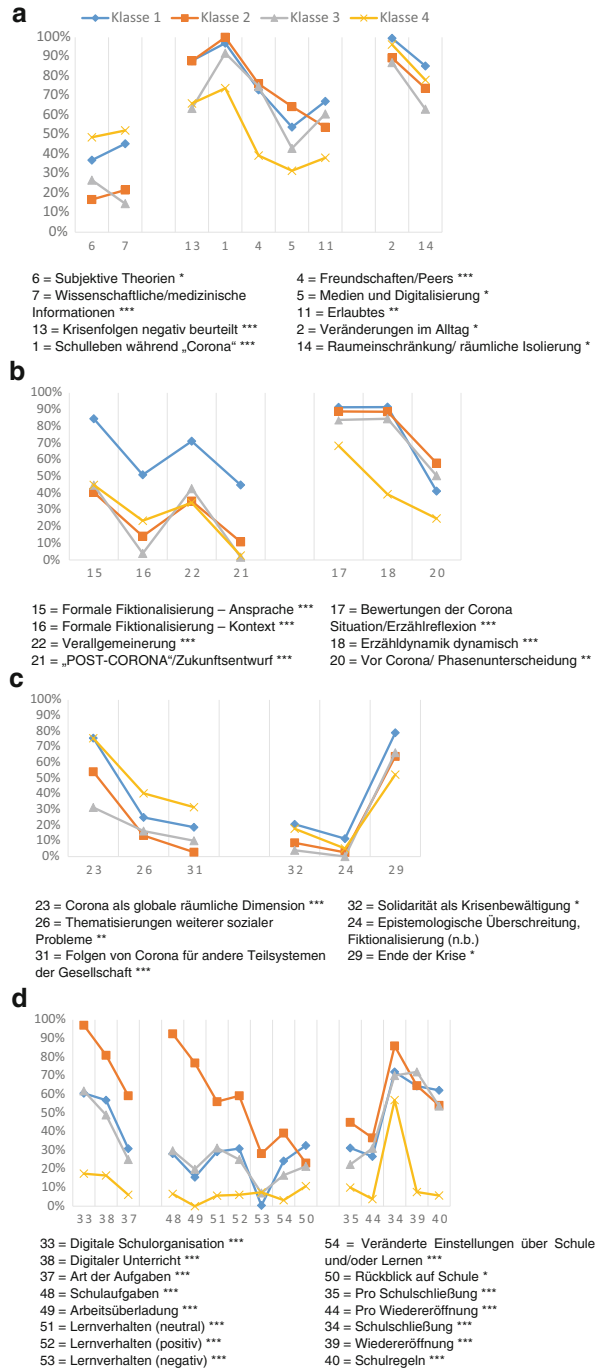 a
Klasse 1 Klasse 2 Klasse 3 Klasse 4
100%
90%
80%
70%
60%
50%
40%
30%
20%
10%
0%
6 7 13 1 4 5 11 2 14
6 = Subjektive Theorien *
7 = Wissenschaftliche/medizinische
Informationen ***
13 = Krisenfolgen negativ beurteilt ***
1 = Schulleben während „Corona“ ***
4 = Freundschaften/Peers ***
5 = Medien und Digitalisierung *
11 = Erlaubtes **
2 = Veränderungen im Alltag *
14 = Raumeinschränkung/ räumliche Isolierung *
b
100%
90%
80%
70%
60%
50%
40%
30%
20%
10%
0%
15 16 22 21 17 18 20
15 = Formale Fiktionalisierung – Ansprache ***
16 = Formale Fiktionalisierung – Kontext ***
22 = Verallgemeinerung ***
21 = „POST-CORONA“/Zukunftsentwurf ***
17 = Bewertungen der Corona
Situation/Erzählreflexion ***
18 = Erzähldynamik dynamisch ***
20 = Vor Corona/ Phasenunterscheidung **
c
100%
90%
80%
70%
60%
50%
40%
30%
20%
10%
0%
23 26 31 32 24 29
23 = Corona als globale räumliche Dimension ***
26 = Thematisierungen weiterer sozialer
Probleme **
31 = Folgen von Corona für andere Teilsystemen
der Gesellschaft ***
32 = Solidarität als Krisenbewältigung *
24 = Epistemologische Überschreitung,
Fiktionalisierung (n.b.)
29 = Ende der Krise *
d
100%
90%
80%
70%
60%
50%
40%
30%
20%
10%
0%
33 38 37 48 49 51 52 53 54 50 35 44 34 39 40
33 = Digitale Schulorganisation ***
38 = Digitaler Unterricht ***
37 = Art der Aufgaben ***
48 = Schulaufgaben ***
49 = Arbeitsüberladung ***
51 = Lernverhalten (neutral) ***
52 = Lernverhalten (positiv) ***
53 = Lernverhalten (negativ) ***
54 = Veränderte Einstellungen über Schule
und/oder Lernen ***
50 = Rückblick auf Schule *
35 = Pro Schulschließung ***
44 = Pro Wiedereröffnung ***
34 = Schulschließung ***
39 = Wiedereröffnung ***
40 = Schulregeln ***